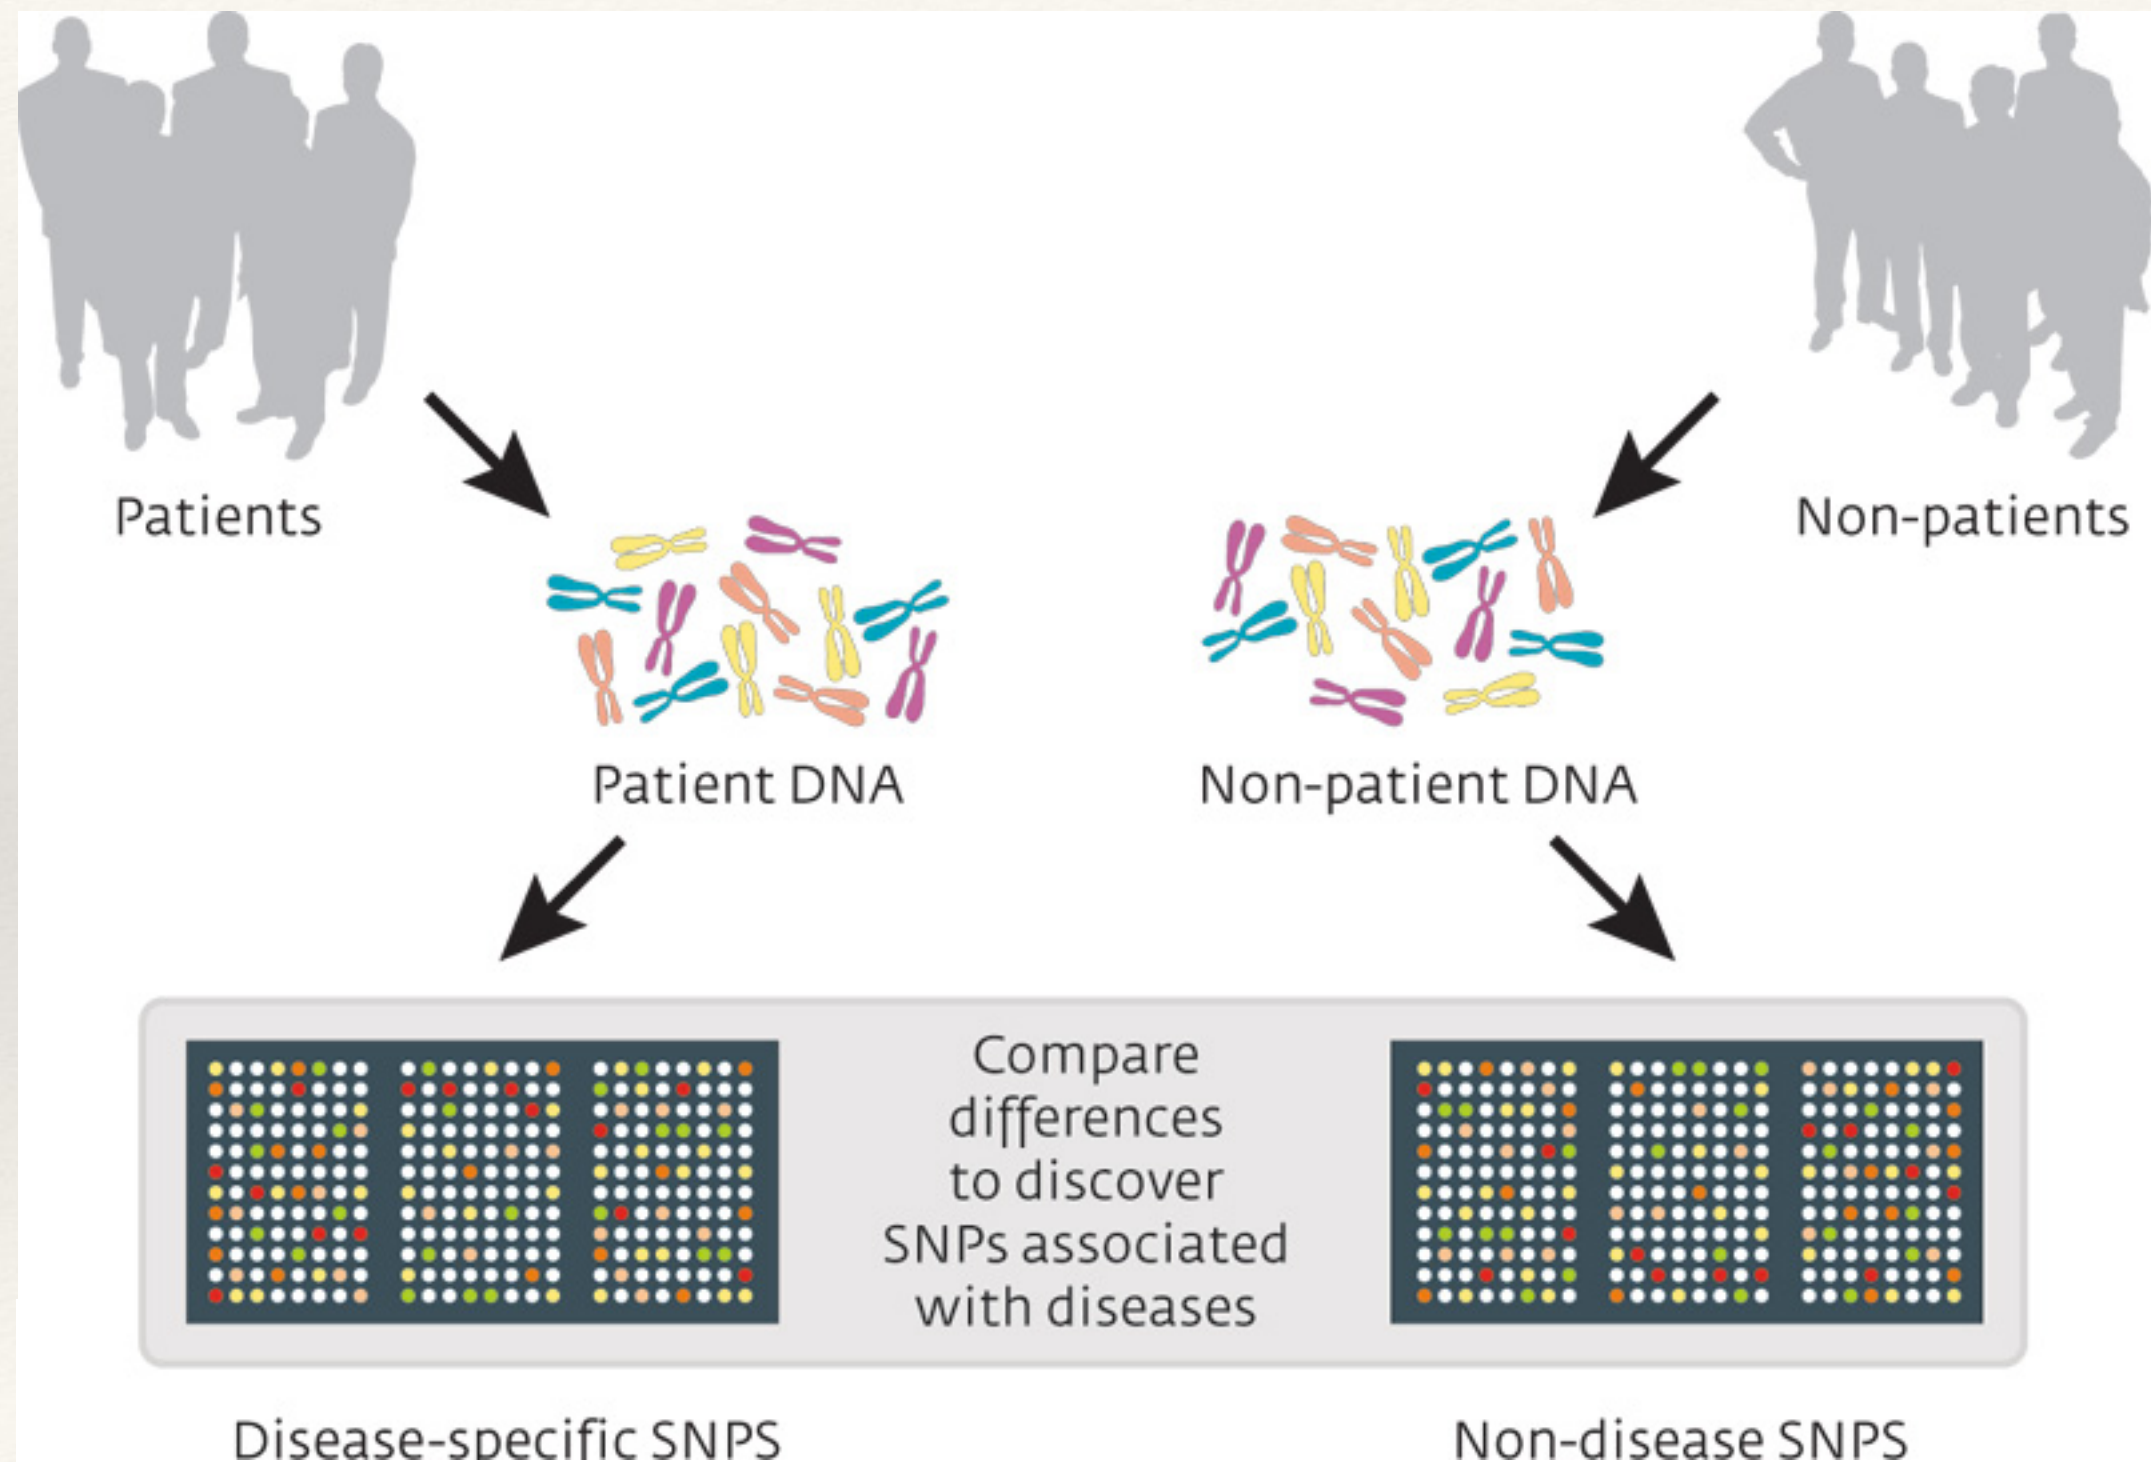 Patients
Non-patients
Patient DNA
Non-patient DNA
Compare
differences
to discover
SNPs associated
with diseases
Disease-specific SNPS
Non-disease SNPS